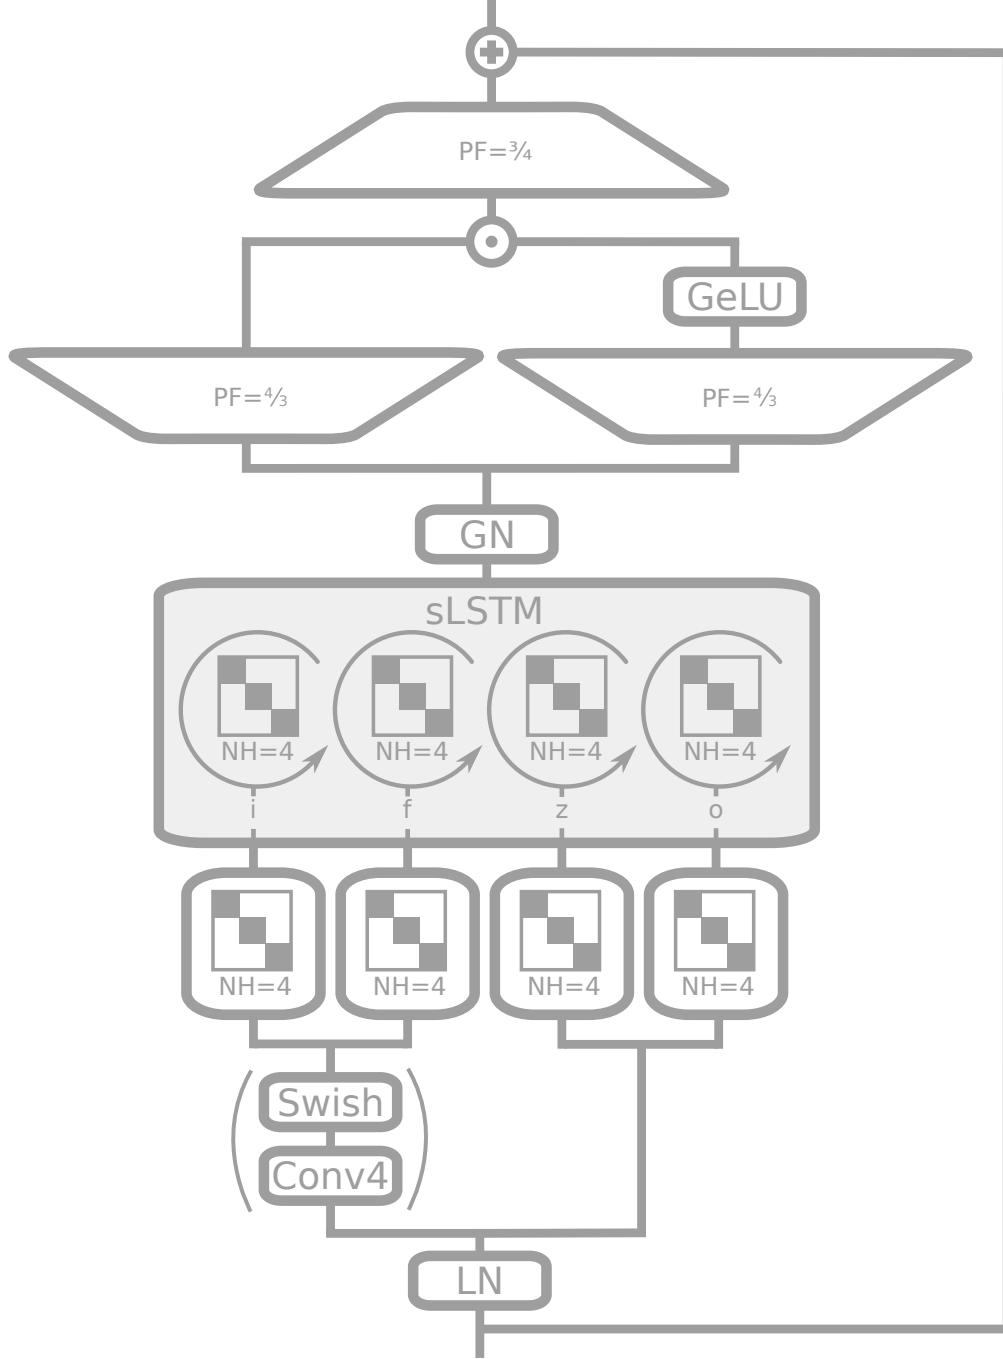 PF=¾
GeLU
PF=⁴⁄₃ PF=⁴⁄₃
GN
sLSTM
NH=4 NH=4 NH=4 NH=4
i f z o
NH=4 NH=4 NH=4 NH=4
Swish
Conv4
LN